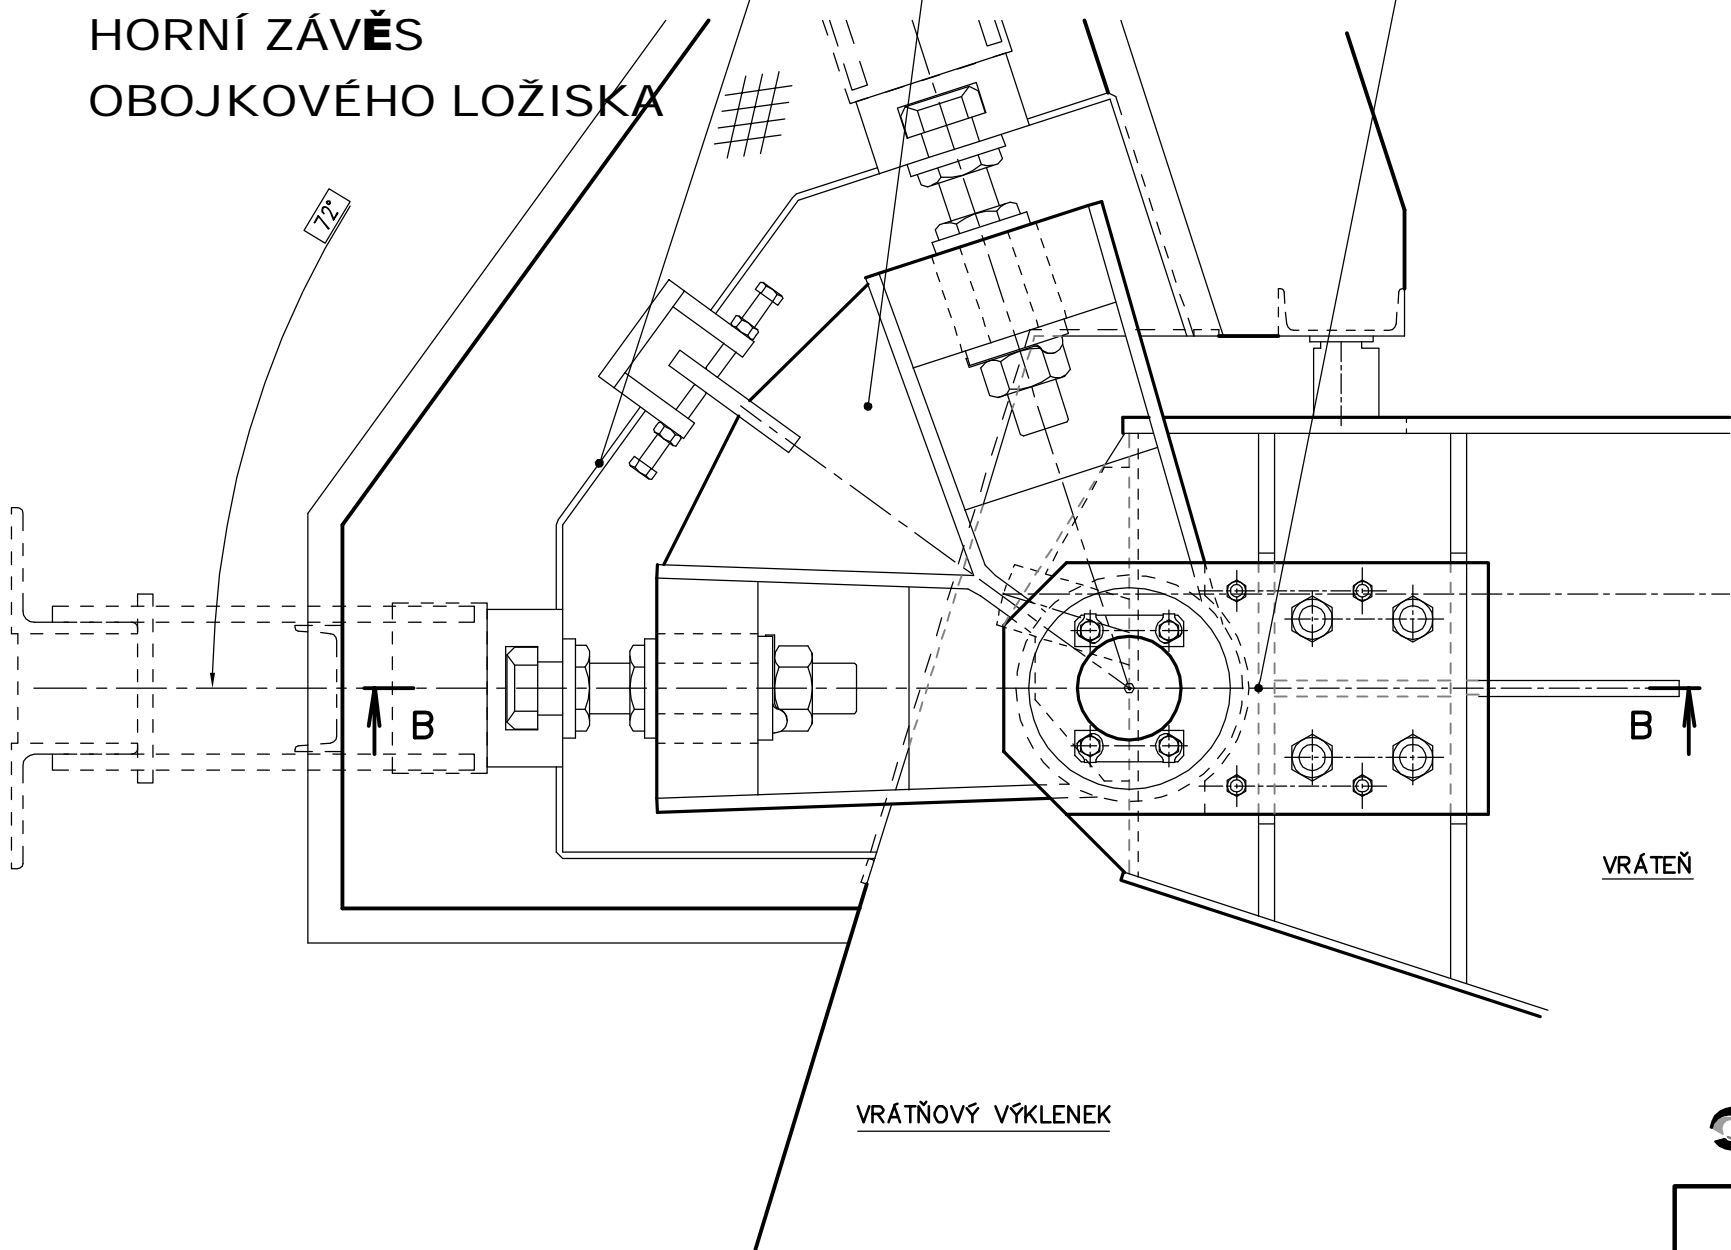 HORNÍ ZÁVĚS
OBOJKOVÉHO LOŽISKA
72°
B
B
VRÁTEŇ
VRÁTŇOVÝ VÝKLENEK